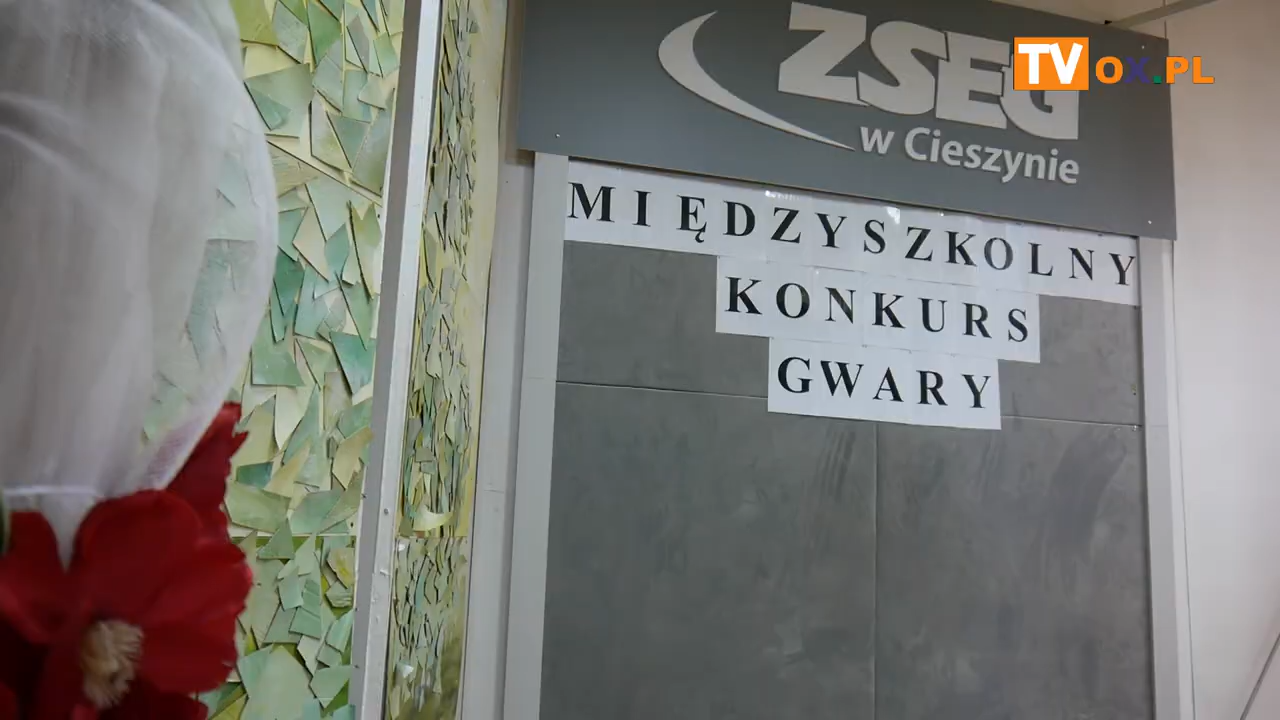 ZSEG
w Cieszynie
TVOX.PL
MIĘDZYSZKOLNY
KONKURS
GWARY